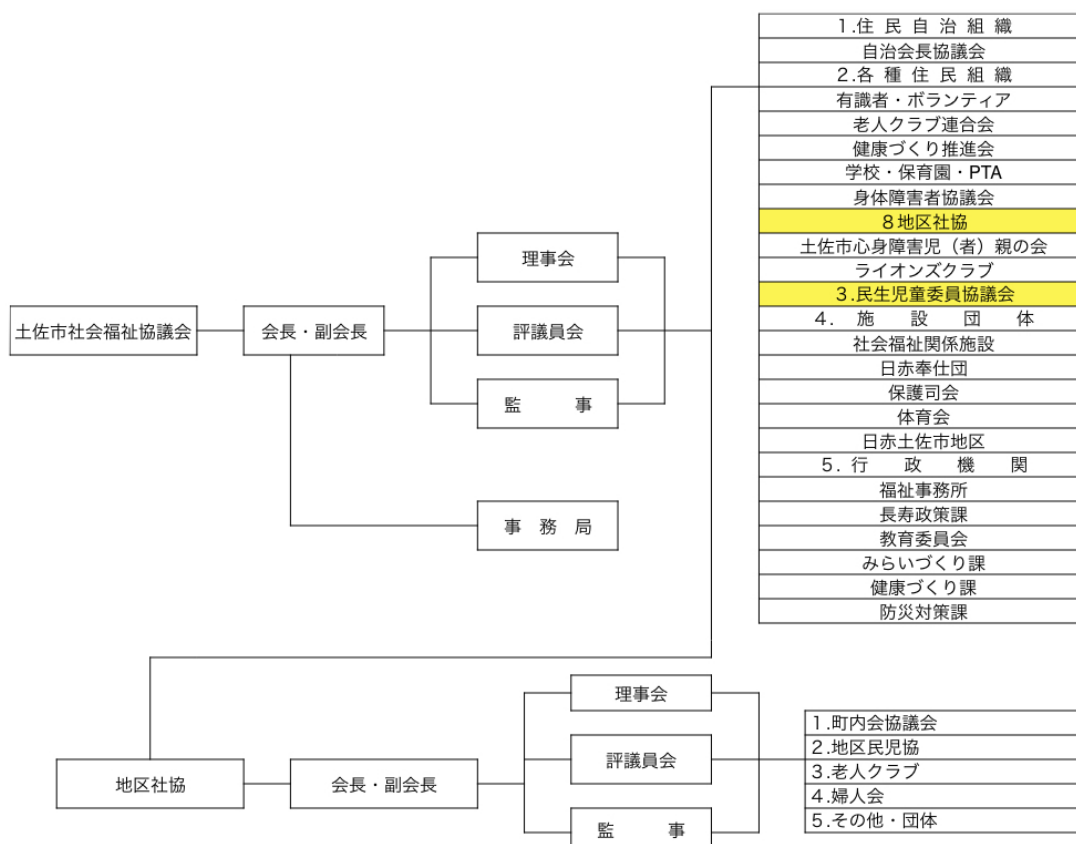 1.住民自治組織
自治会長協議会
2.各種住民組織
有識者・ボランティア
老人クラブ連合会
健康づくり推進会
学校・保育園・PTA
身体障害者協議会
8地区社協
土佐市心身障害児（者）親の会
ライオンズクラブ
3.民生児童委員協議会
4.施設団体
社会福祉関係施設
日赤奉仕団
保護司会
体育会
日赤土佐市地区
5.行政機関
福祉事務所
長寿政策課
教育委員会
みらいづくり課
健康づくり課
防災対策課
土佐市社会福祉協議会
会長・副会長
理事会
評議員会
監事
事務局
地区社協
会長・副会長
理事会
評議員会
監事
1.町内会協議会
2.地区民児協
3.老人クラブ
4.婦人会
5.その他・団体